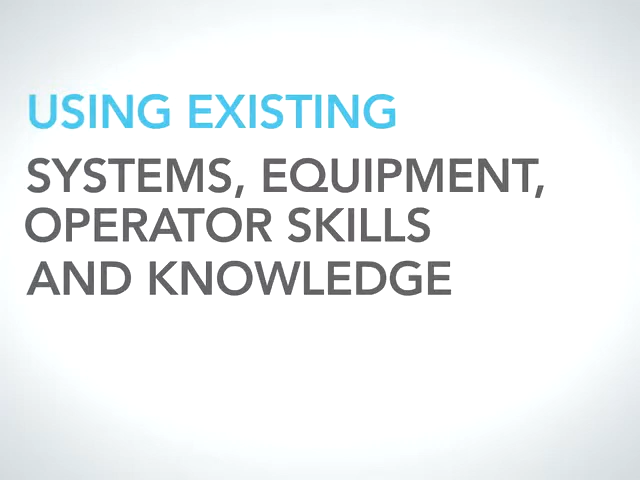 USING EXISTING
SYSTEMS, EQUIPMENT,
OPERATOR SKILLS
AND KNOWLEDGE